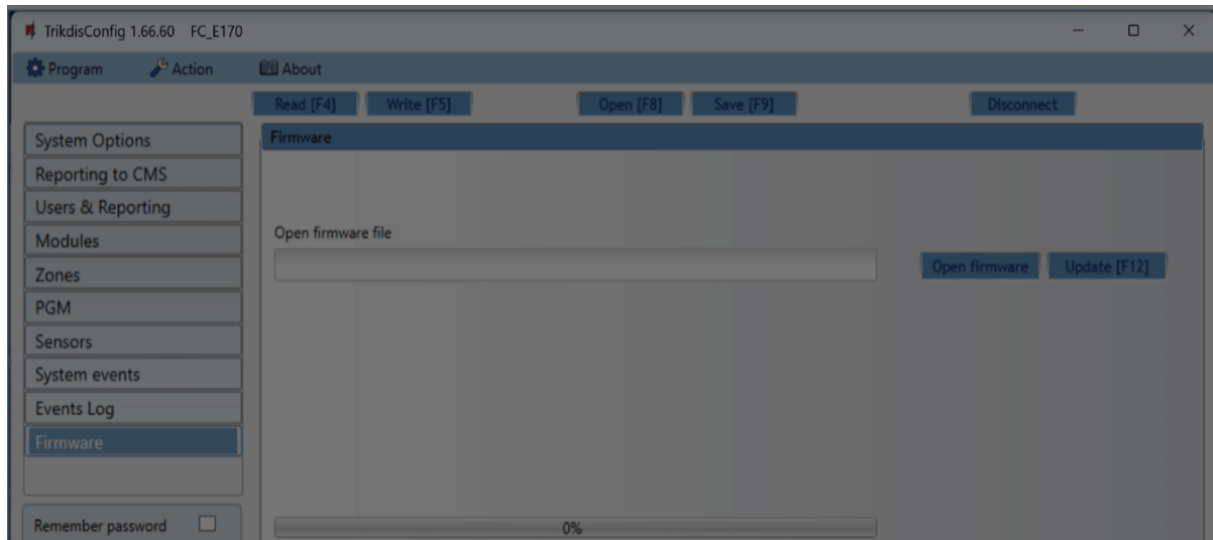 TrikdisConfig 1.66.60 FC_E170
Program Action About
Read [F4] Write [F5] Open [F8] Save [F9] Disconnect
System Options
Reporting to CMS
Users & Reporting
Modules
Zones
PGM
Sensors
System events
Events Log
Firmware
Remember password
Firmware
Open firmware file
Open firmware Update [F12]
0%